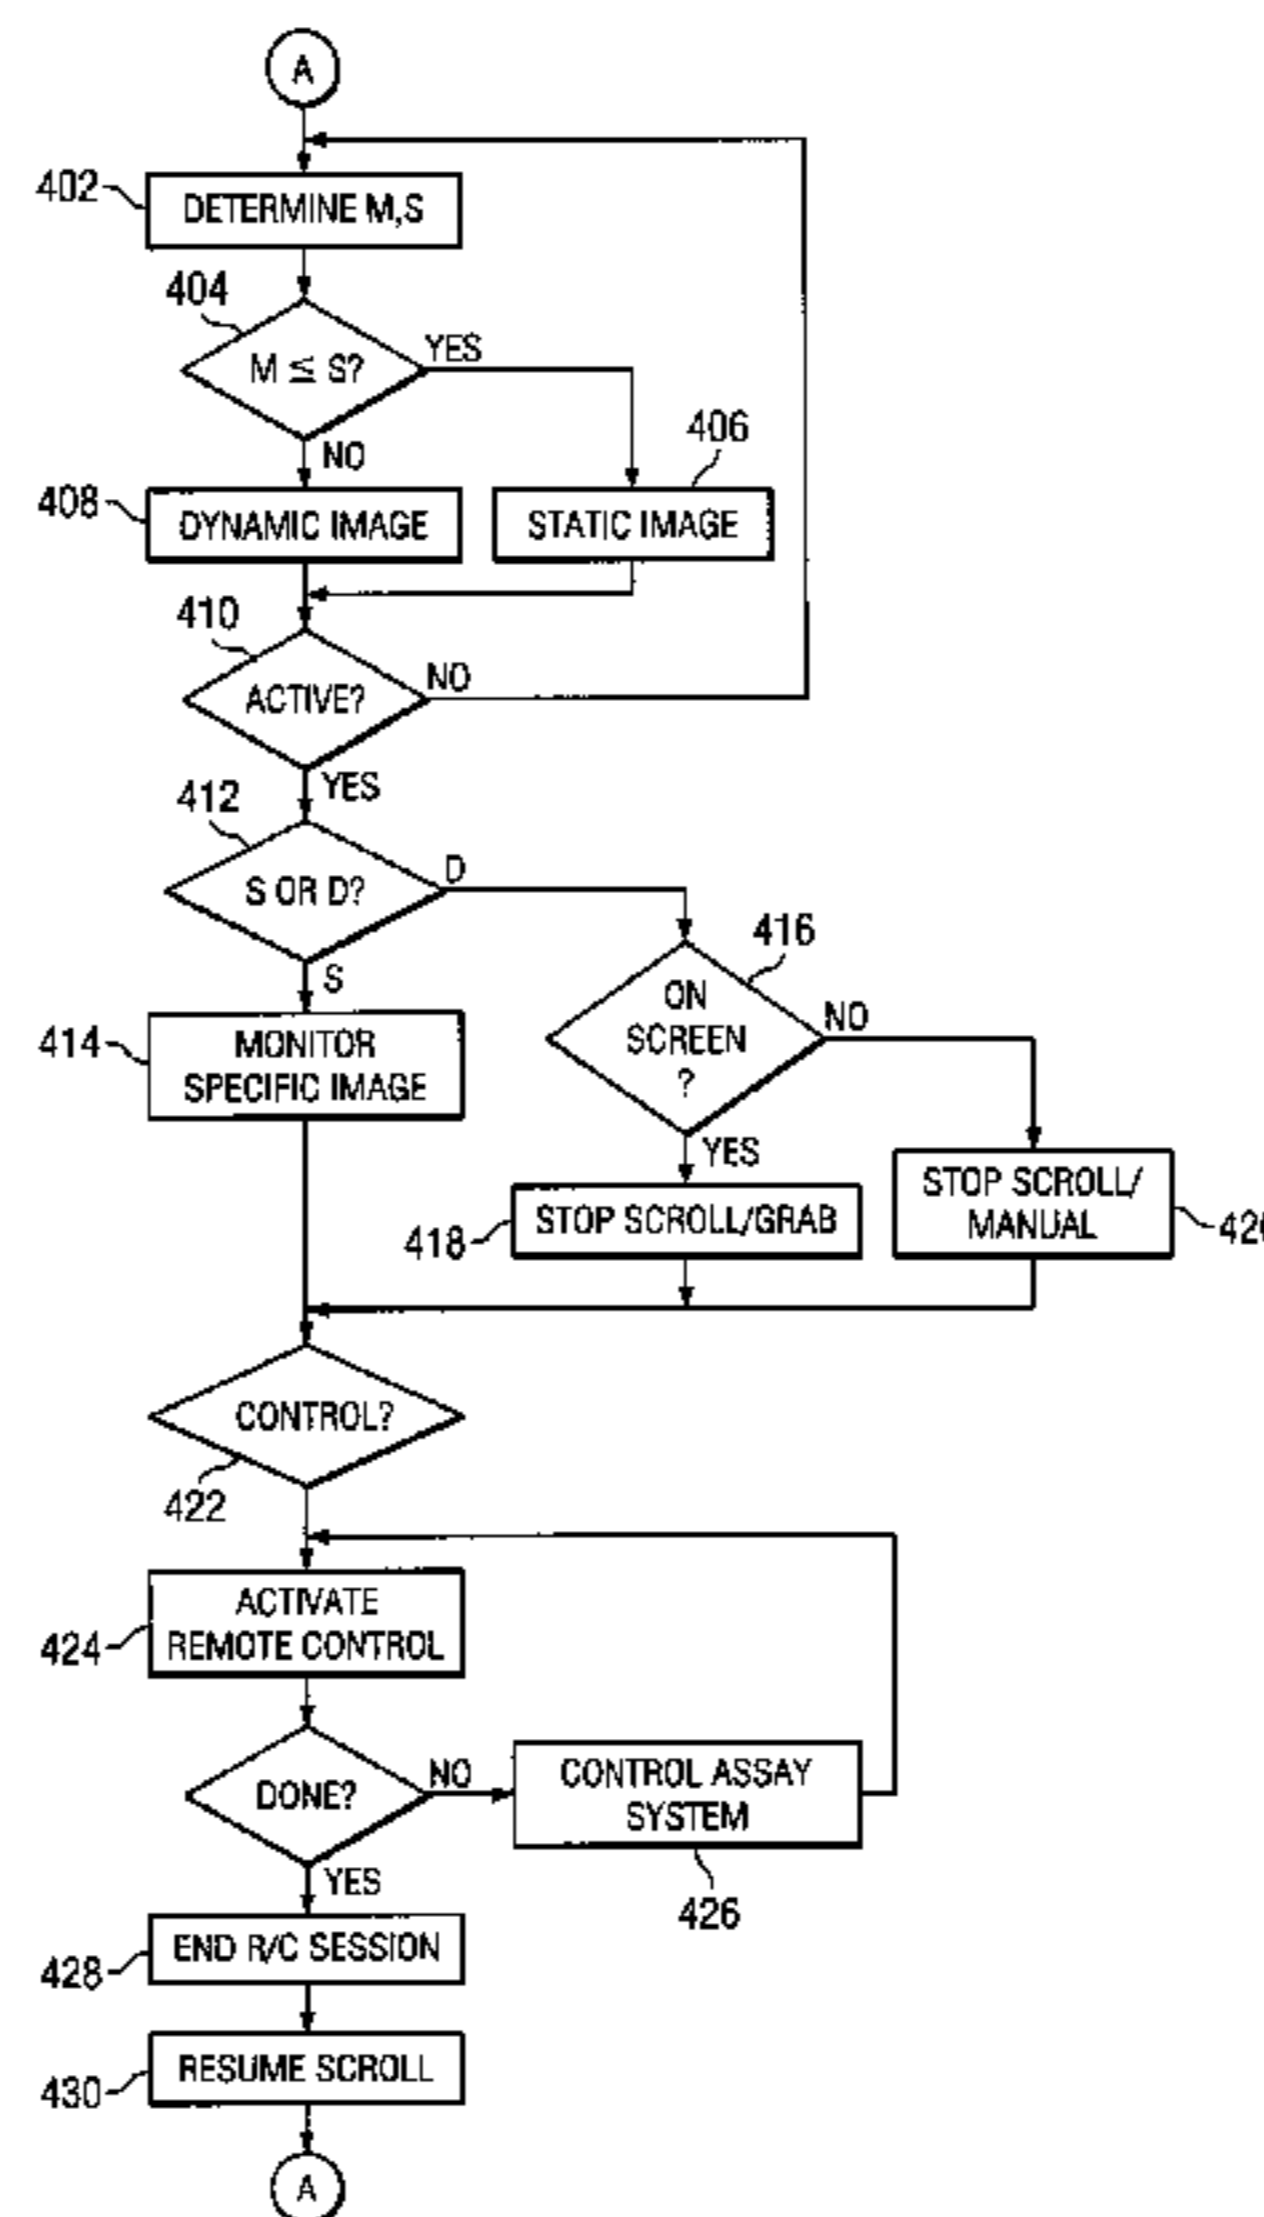 A
402
DETERMINE M,S
404
M ≦ S?
YES
NO
406
408
DYNAMIC IMAGE
STATIC IMAGE
410
ACTIVE?
NO
YES
412
S OR D?
D
S
416
ON
SCREEN
?
NO
YES
414
MONITOR
SPECIFIC IMAGE
418
STOP SCROLL/GRAB
STOP SCROLL/
MANUAL
CONTROL?
422
424
ACTIVATE
REMOTE CONTROL
DONE?
NO
CONTROL ASSAY
SYSTEM
426
YES
428
END R/C SESSION
430
RESUME SCROLL
A